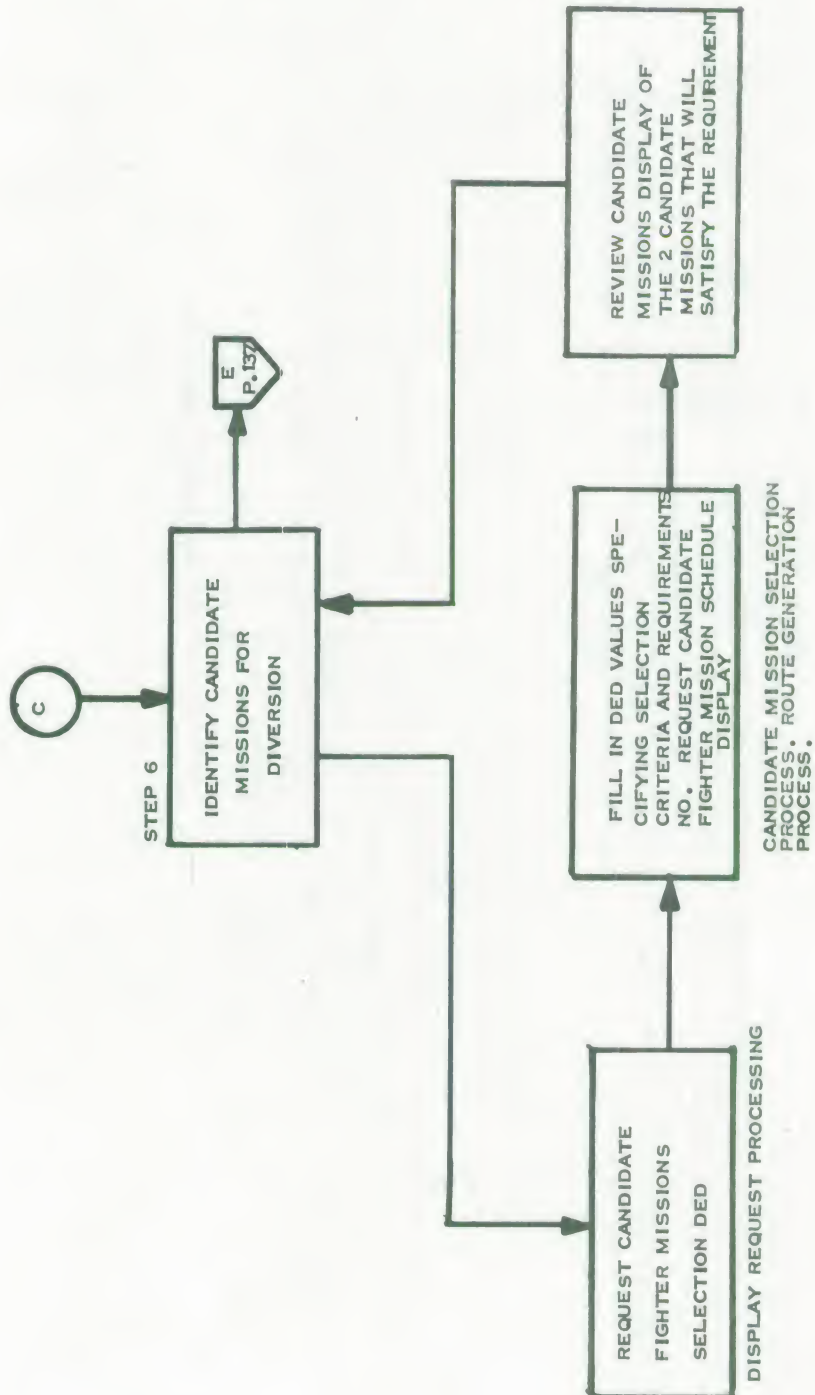 C
STEP 6
IDENTIFY CANDIDATE
MISSIONS FOR
DIVERSION
E
P.137
REQUEST CANDIDATE
FIGHTER MISSIONS
SELECTION DED
DISPLAY REQUEST PROCESSING
FILL IN DED VALUES SPE-
CIFYING SELECTION
CRITERIA AND REQUIREMENTS
NO. REQUEST CANDIDATE
FIGHTER MISSION SCHEDULE
DISPLAY
CANDIDATE MISSION SELECTION
PROCESS. ROUTE GENERATION
PROCESS.
REVIEW CANDIDATE
MISSIONS DISPLAY OF
THE 2 CANDIDATE
MISSIONS THAT WILL
SATISFY THE REQUIREMENT